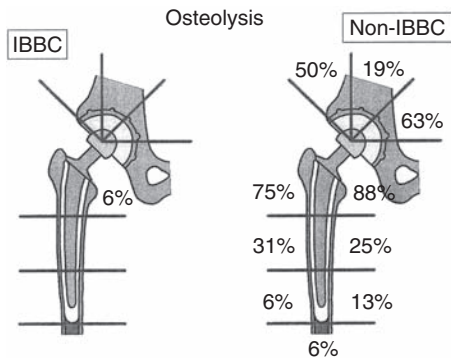 Osteolysis
IBBC
Non-IBBC
50% 19%
63%
6%
75% 88%
31% 25%
6% 13%
6%